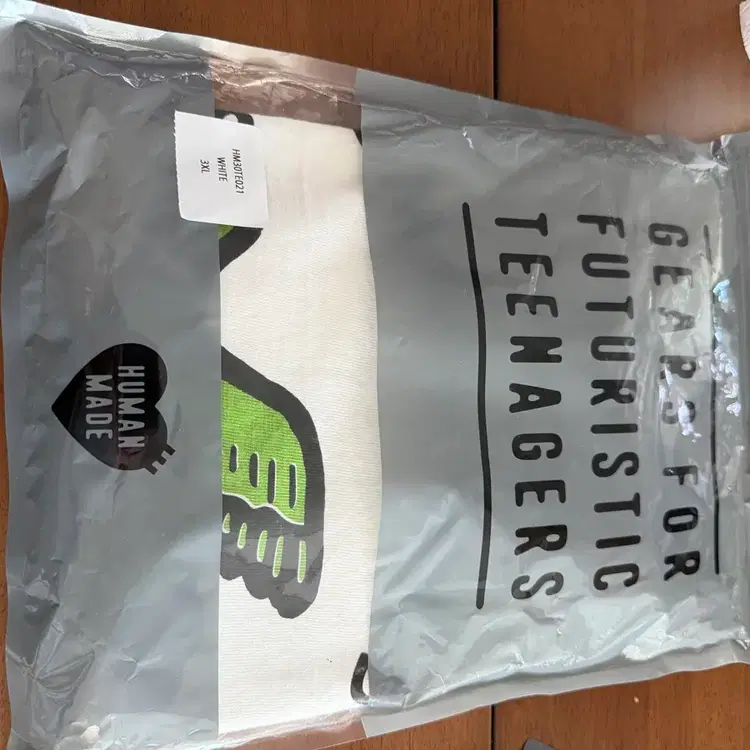 GEARS FOR
FUTURISTIC
TEENAGERS
HM30TE021
WHITE
3XL
HUMAN
MADE